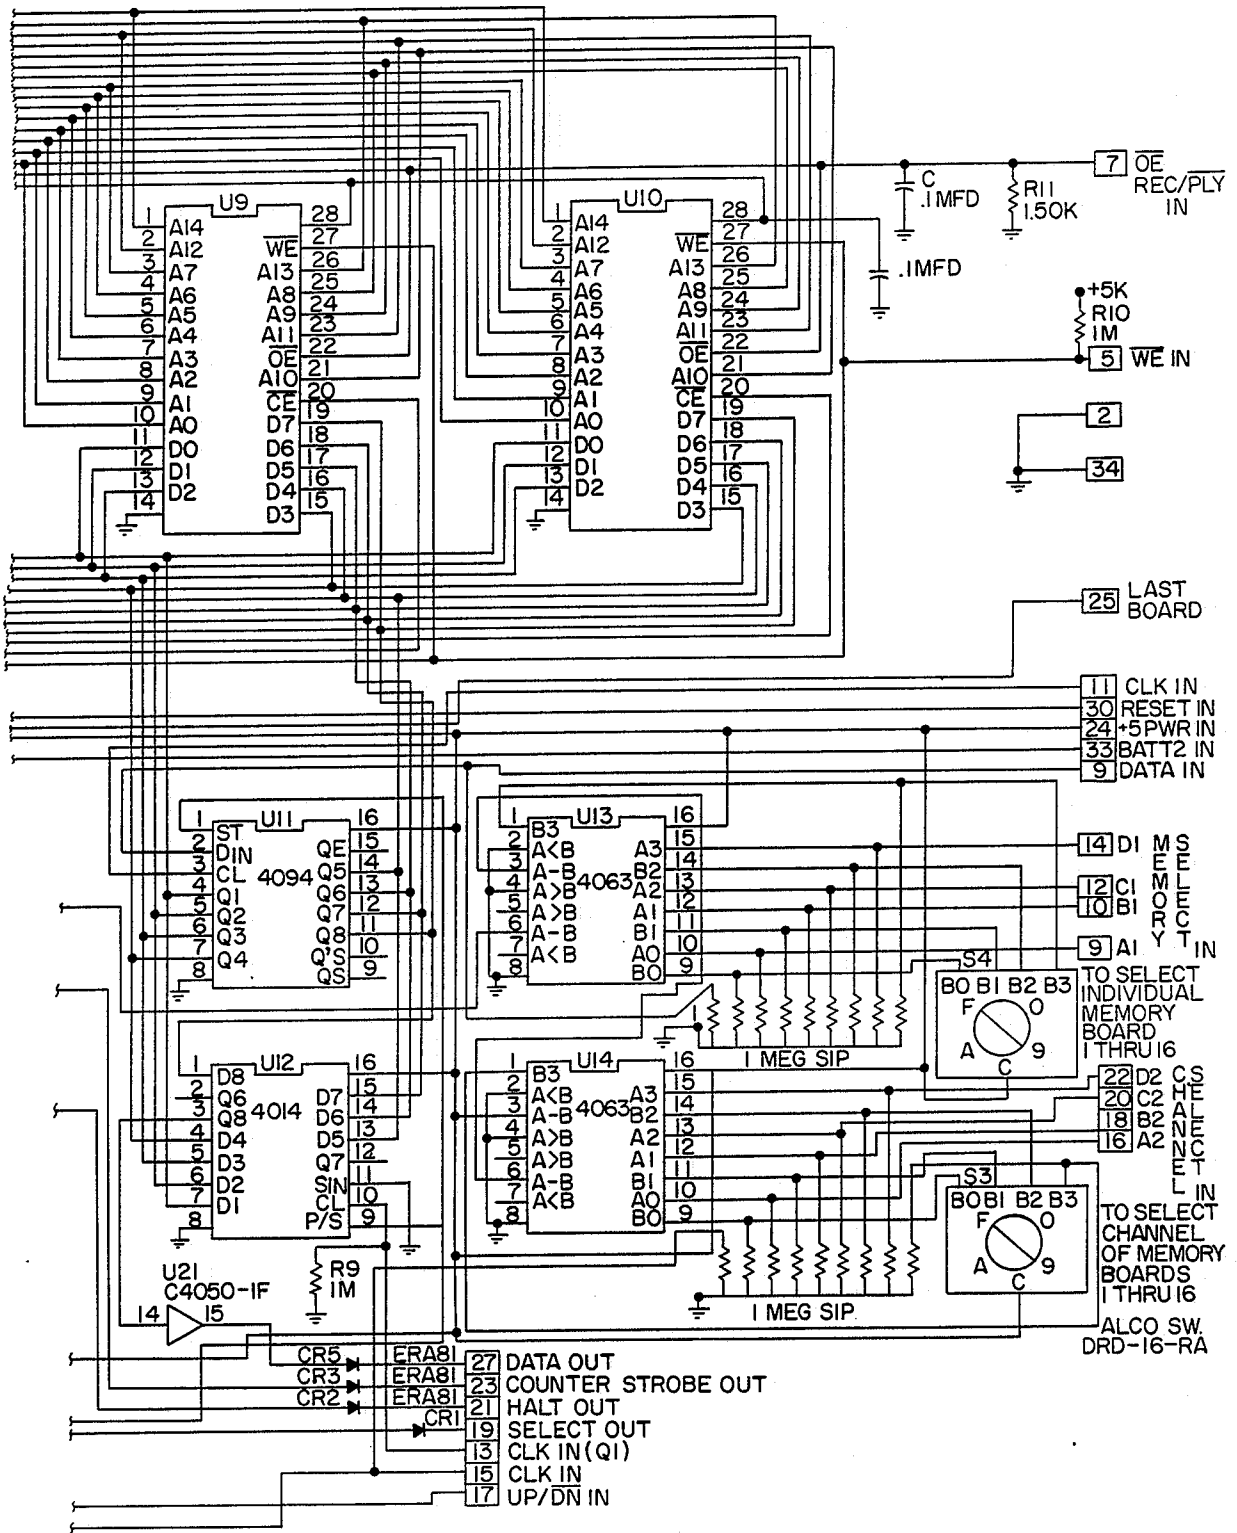 U9
1 A14
2 A12
3 A7
4 A6
5 A5
6 A4
7 A3
8 A2
9 A1
10 A0
11 D0
12 D1
13 D2
14
28
27 WE
26 A13
25 A8
24 A9
23 A11
22 OE
21 A10
20 CE
19 D7
18 D6
17 D5
16 D4
15 D3
U10
1 A14
2 A12
3 A7
4 A6
5 A5
6 A4
7 A3
8 A2
9 A1
10 A0
11 D0
12 D1
13 D2
14
28
27 WE
26 A13
25 A8
24 A9
23 A11
22 OE
21 A10
20 CE
19 D7
18 D6
17 D5
16 D4
15 D3
C
.1MFD
R11
1.50K
7 OE
REC/PLY
IN
.1MFD
+5K
R10
1M
5 WE IN
2
34
25 LAST
BOARD
11 CLK IN
30 RESET IN
24 +5PWR IN
33 BATT2 IN
9 DATA IN
U11
4094
1 ST
2 DIN
3 CL
4 Q1
5 Q2
6 Q3
7 Q4
8
16
15 QE
14 Q5
13 Q6
12 Q7
11 Q8
10 Q'S
9 QS
U13
4063
1 B3
2 A<B
3 A-B
4 A>B
5 A>B
6 A-B
7 A<B
8
16
15 A3
14 B2
13 A2
12 A1
11 B1
10 A0
9 B0
14 D1
12 C1
10 B1
9 A1
MEMORY
SELECT
IN
S4
B0 B1 B2 B3
F 0
A 9
C
TO SELECT
INDIVIDUAL
MEMORY
BOARD
1 THRU 16
1 MEG SIP
U12
4014
1 D8
2 Q6
3 Q8
4 D4
5 D3
6 D2
7 D1
8
16
15 D7
14 D6
13 D5
12 Q7
11 SIN
10 CL
9 P/S
U14
4063
1 B3
2 A<B
3 A-B
4 A>B
5 A>B
6 A-B
7 A<B
8
16
15 A3
14 B2
13 A2
12 A1
11 B1
10 A0
9 B0
22 D2
20 C2
18 B2
16 A2
CHANNEL
SELECT
IN
S3
B0 B1 B2 B3
F 0
A 9
C
TO SELECT
CHANNEL
OF MEMORY
BOARDS
1 THRU 16
1 MEG SIP
ALCO SW.
DRD-16-RA
R9
1M
U21
C4050-1F
14 15
CR5 ERA81 27 DATA OUT
CR3 ERA81 23 COUNTER STROBE OUT
CR2 ERA81 21 HALT OUT
CR1 19 SELECT OUT
13 CLK IN (Q1)
15 CLK IN
17 UP/DN IN